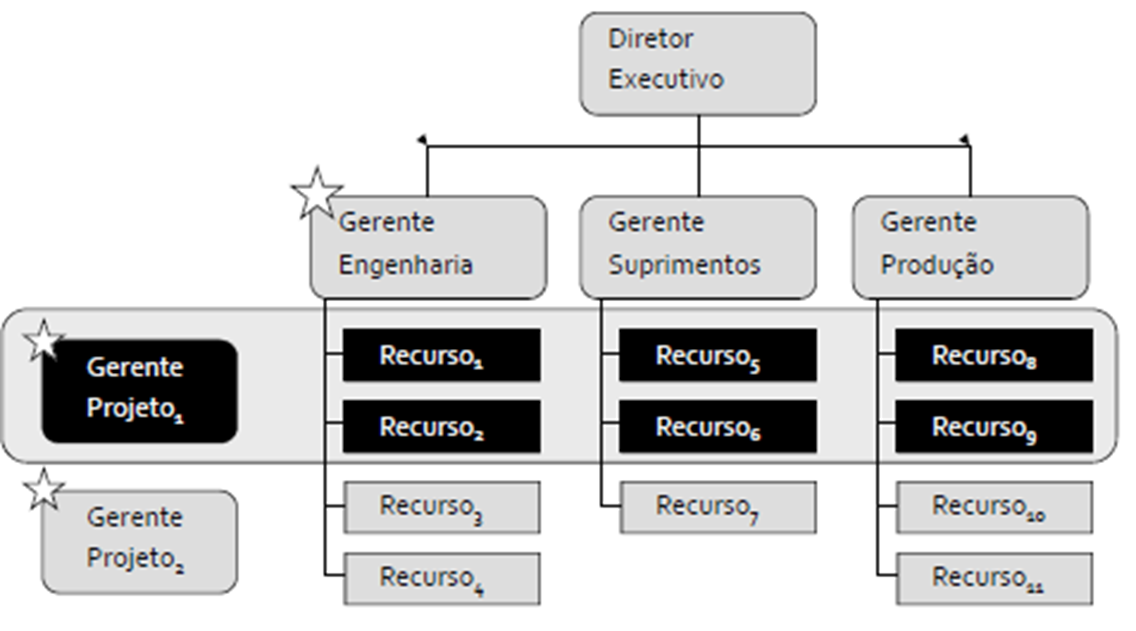 Diretor
Executivo
Gerente
Engenharia
Gerente
Suprimentos
Gerente
Produção
Gerente
Projeto₁
Recurso₁
Recurso₅
Recurso₈
Recurso₂
Recurso₆
Recurso₉
Gerente
Projeto₂
Recurso₃
Recurso₇
Recurso₁₀
Recurso₄
Recurso₁₁